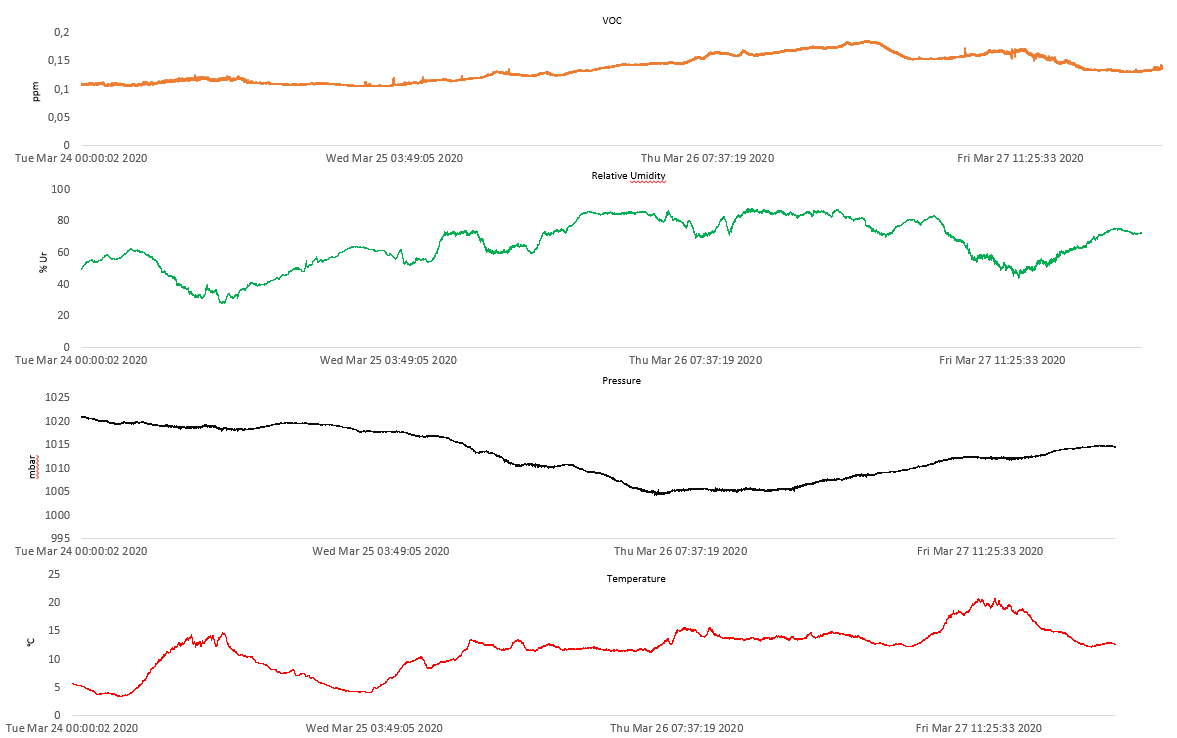 VOC
0,2
0,15
0,1
0,05
0
ppm
Tue Mar 24 00:00:02 2020 Wed Mar 25 03:49:05 2020 Thu Mar 26 07:37:19 2020 Fri Mar 27 11:25:33 2020
Relative Umidity
100
80
60
40
20
0
% Ur
Tue Mar 24 00:00:02 2020 Wed Mar 25 03:49:05 2020 Thu Mar 26 07:37:19 2020 Fri Mar 27 11:25:33 2020
Pressure
1025
1020
1015
1010
1005
1000
995
mbar
Tue Mar 24 00:00:02 2020 Wed Mar 25 03:49:05 2020 Thu Mar 26 07:37:19 2020 Fri Mar 27 11:25:33 2020
Temperature
25
20
15
10
5
0
°C
Tue Mar 24 00:00:02 2020 Wed Mar 25 03:49:05 2020 Thu Mar 26 07:37:19 2020 Fri Mar 27 11:25:33 2020